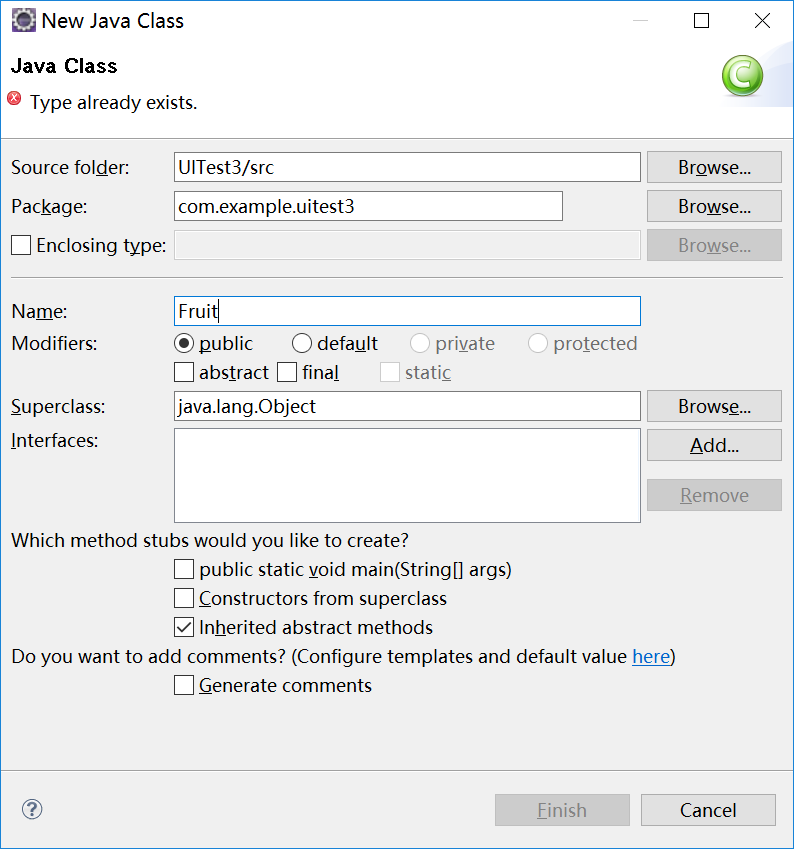 New Java Class
Java Class
Type already exists.
Source folder: UITest3/src Browse...
Package: com.example.uitest3 Browse...
Enclosing type: Browse...
Name: Fruit
Modifiers: public default private protected
abstract final static
Superclass: java.lang.Object Browse...
Interfaces: Add...
Remove
Which method stubs would you like to create?
public static void main(String[] args)
Constructors from superclass
Inherited abstract methods
Do you want to add comments? (Configure templates and default value here)
Generate comments
? Finish Cancel